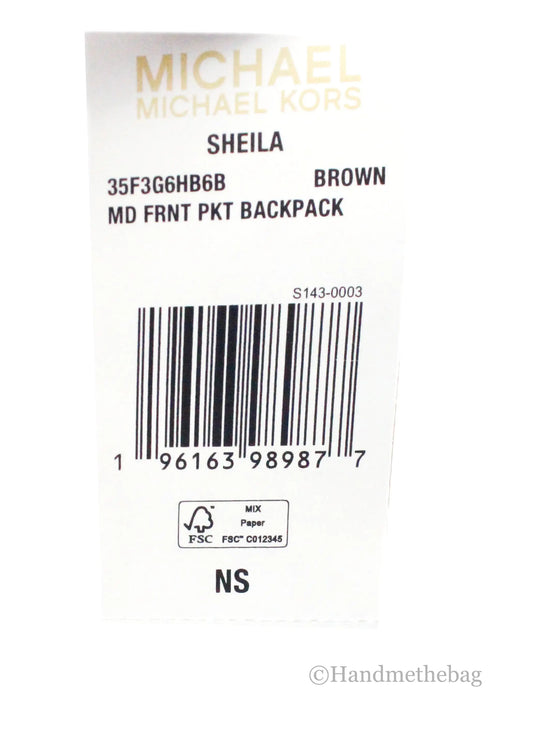 MICHAEL
MICHAEL KORS
SHEILA
35F3G6HB6B BROWN
MD FRNT PKT BACKPACK
S143-0003
1 96163 98987 7
MIX
Paper
FSC FSC™ C012345
NS
©Handmethebag